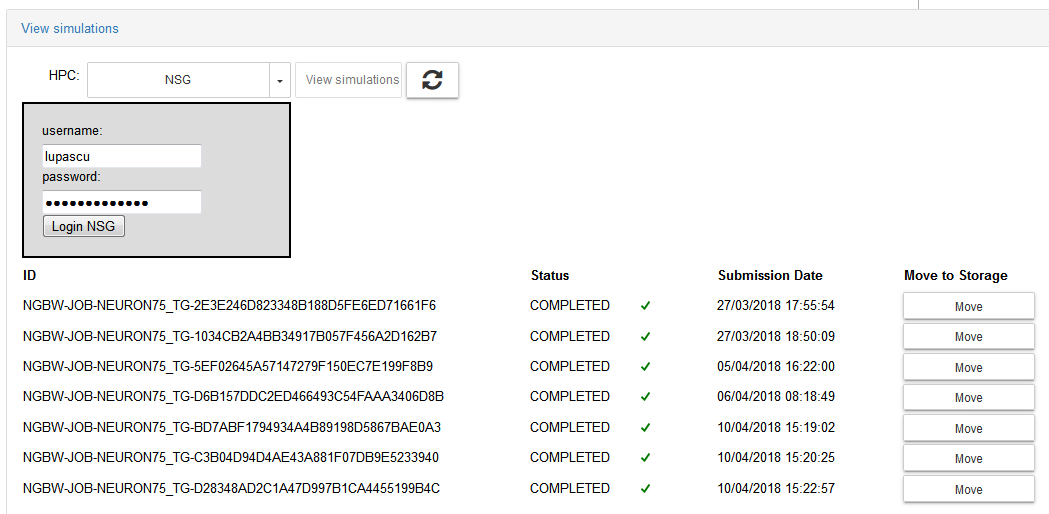 View simulations
HPC: NSG View simulations
username:
lupascu
password:
●●●●●●●●●●●●●
Login NSG
ID Status Submission Date Move to Storage
NGBW-JOB-NEURON75_TG-2E3E246D823348B188D5FE6ED71661F6 COMPLETED ✓ 27/03/2018 17:55:54 Move
NGBW-JOB-NEURON75_TG-1034CB2A4BB34917B057F456A2D162B7 COMPLETED ✓ 27/03/2018 18:50:09 Move
NGBW-JOB-NEURON75_TG-5EF02645A57147279F150EC7E199F8B9 COMPLETED ✓ 05/04/2018 16:22:00 Move
NGBW-JOB-NEURON75_TG-D6B157DDC2ED466493C54FAAA3406D8B COMPLETED ✓ 06/04/2018 08:18:49 Move
NGBW-JOB-NEURON75_TG-BD7ABF1794934A4B89198D5867BAE0A3 COMPLETED ✓ 10/04/2018 15:19:02 Move
NGBW-JOB-NEURON75_TG-C3B04D94D4AE43A881F07DB9E5233940 COMPLETED ✓ 10/04/2018 15:20:25 Move
NGBW-JOB-NEURON75_TG-D28348AD2C1A47D997B1CA4455199B4C COMPLETED ✓ 10/04/2018 15:22:57 Move